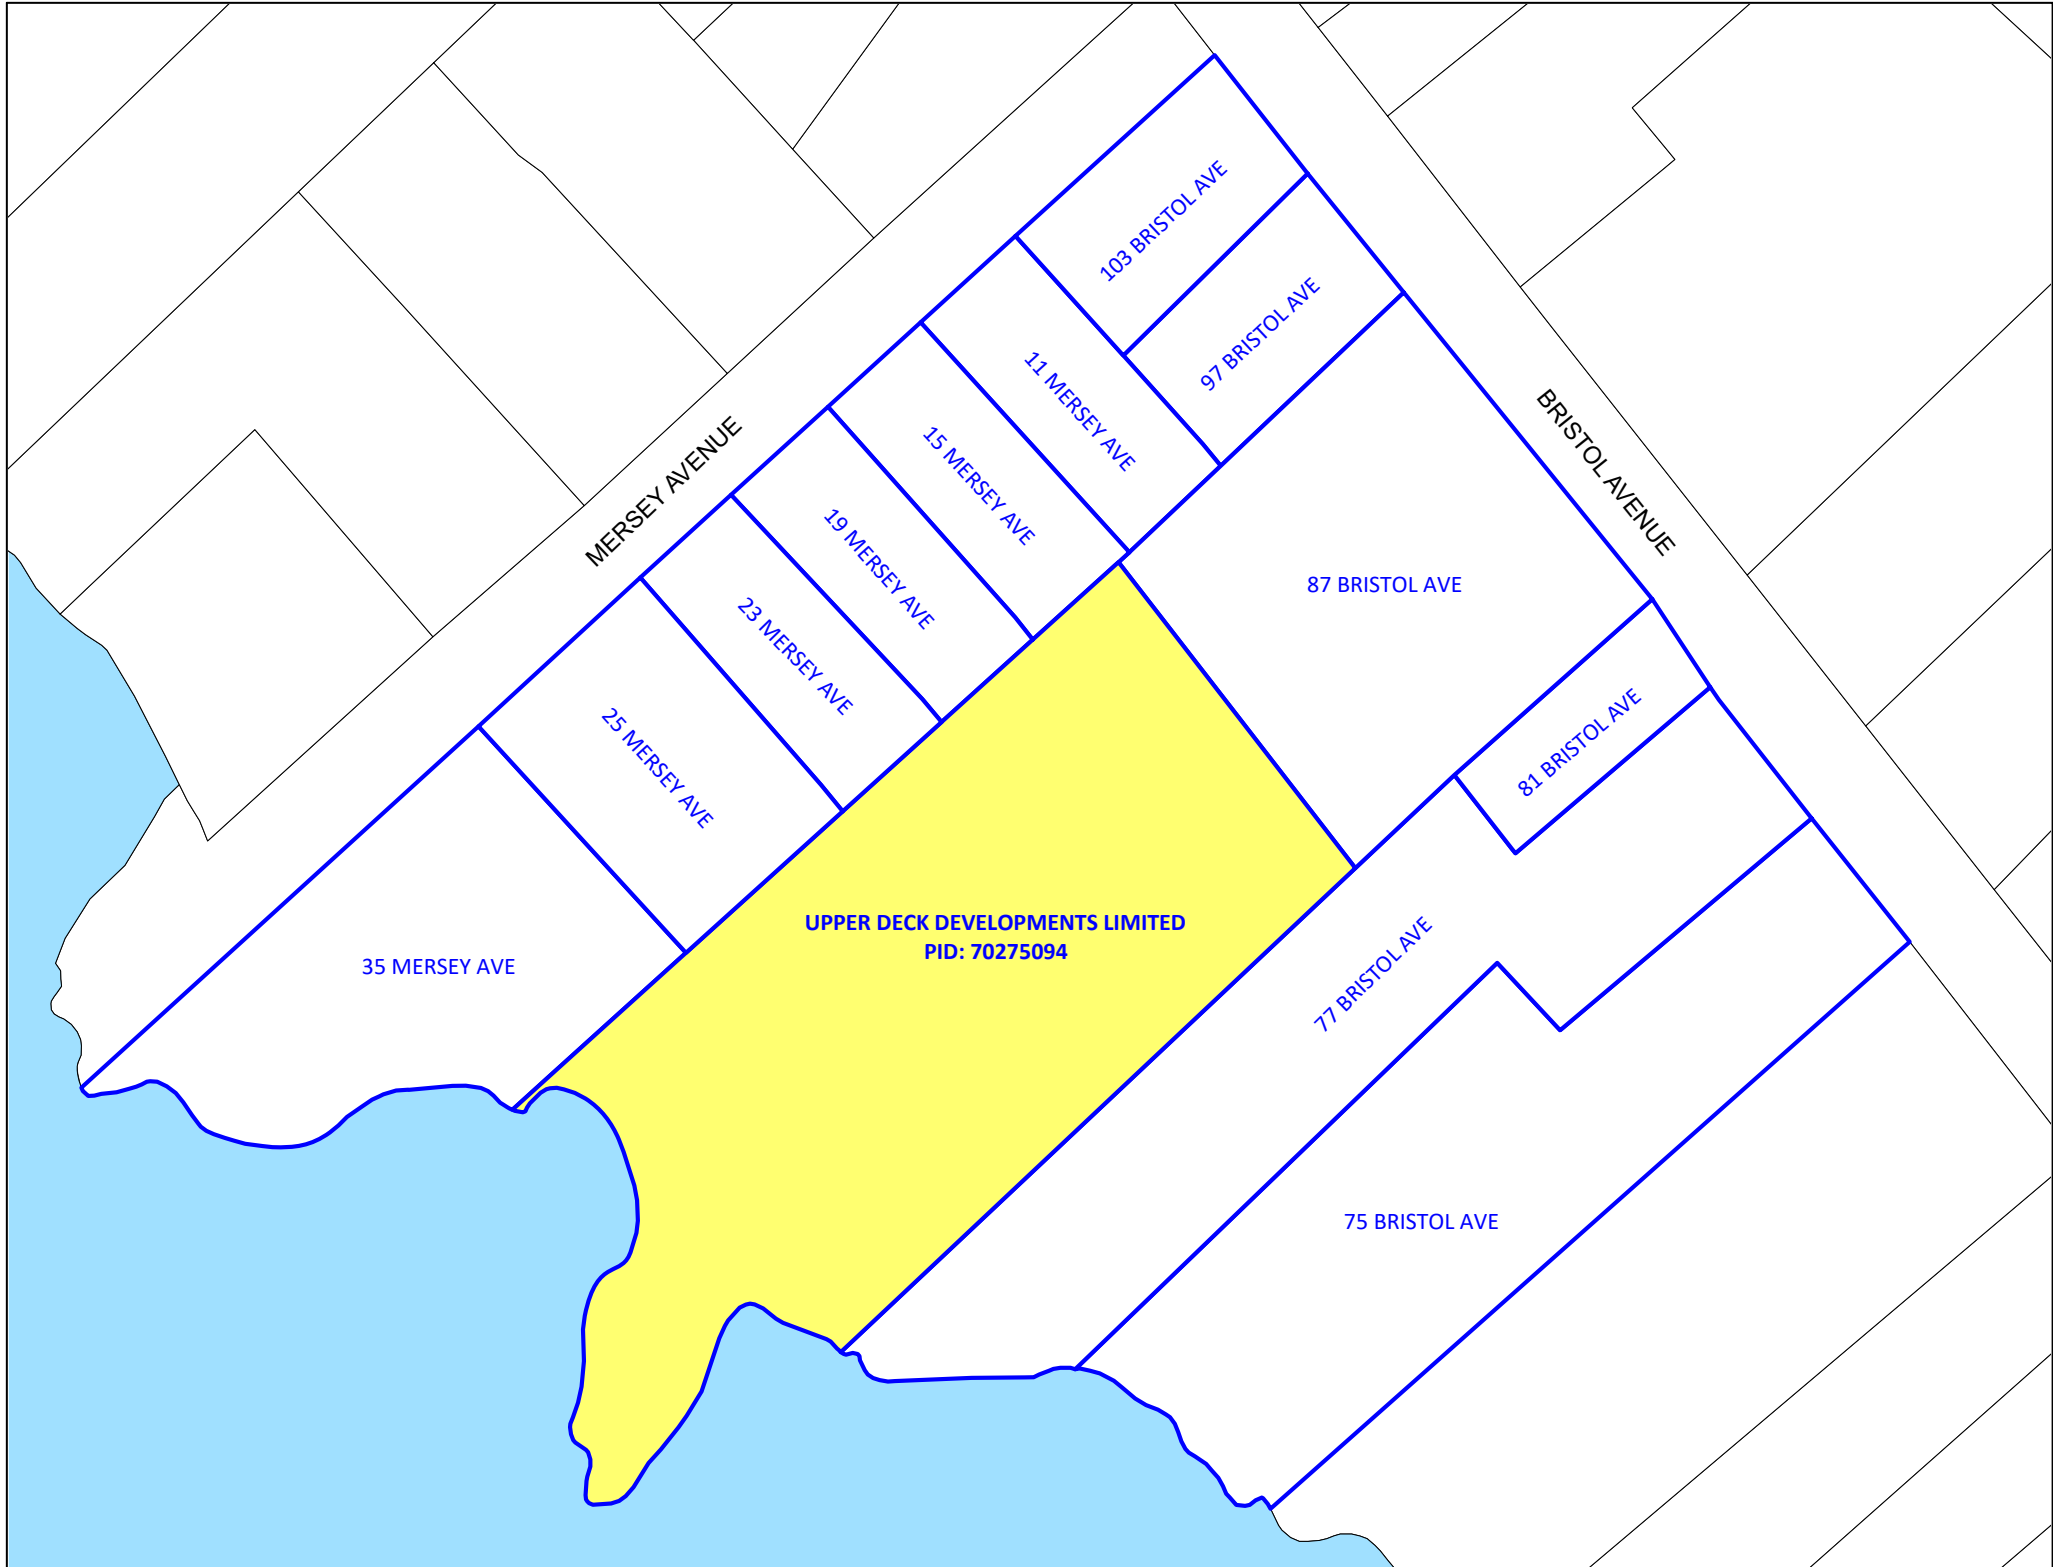 103 BRISTOL AVE
97 BRISTOL AVE
11 MERSEY AVE
15 MERSEY AVE
MERSEY AVENUE
BRISTOL AVENUE
19 MERSEY AVE
87 BRISTOL AVE
23 MERSEY AVE
25 MERSEY AVE
81 BRISTOL AVE
UPPER DECK DEVELOPMENTS LIMITED
PID: 70275094
35 MERSEY AVE
77 BRISTOL AVE
75 BRISTOL AVE